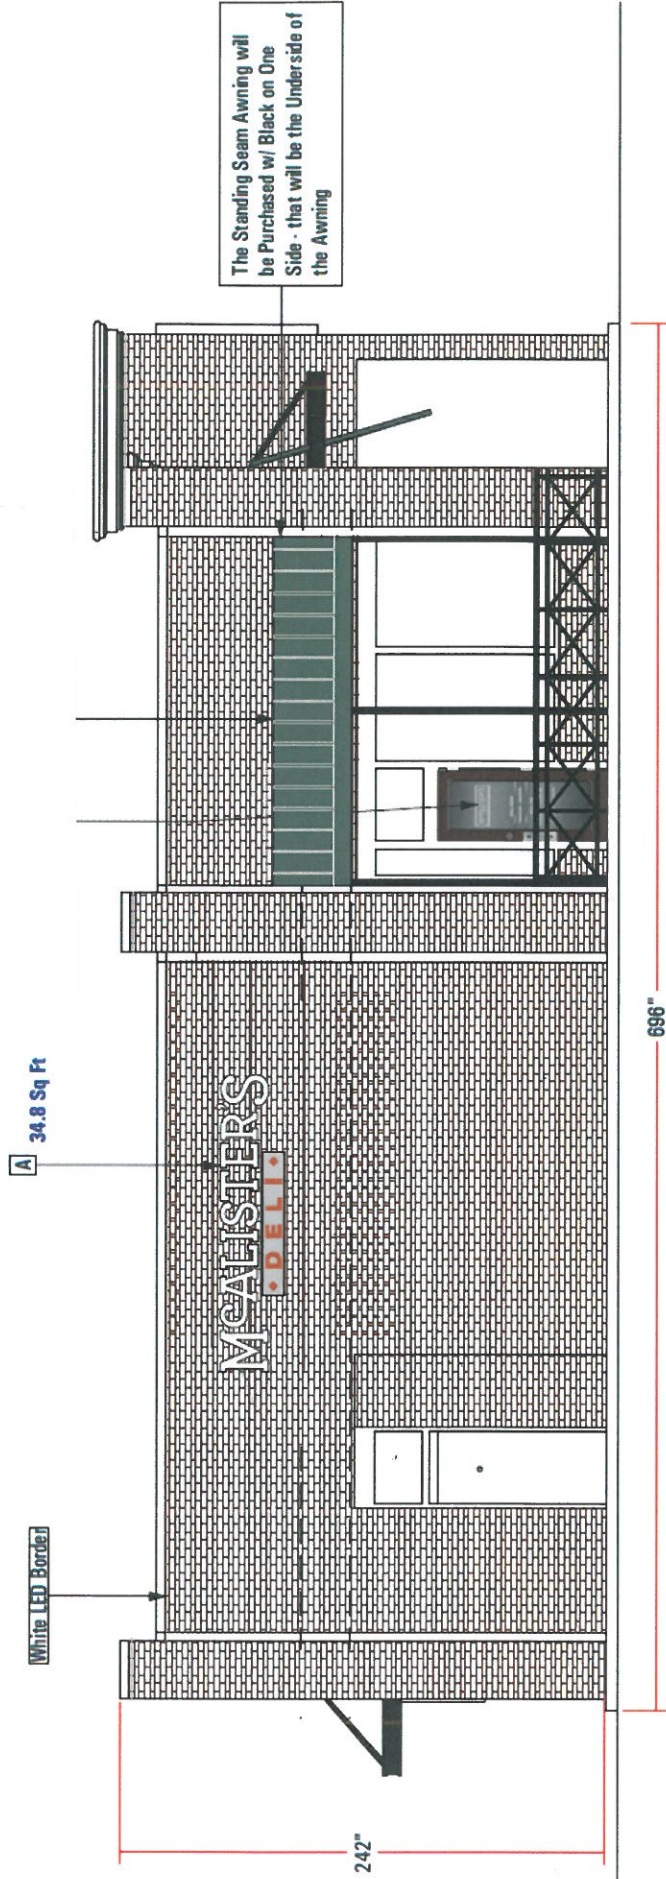 White LED Border
A
34.8 Sq Ft
The Standing Seam Awning will
be Purchased w/ Black on One
Side - that will be the Underside of
the Awning
MCALISTER'S
DELI
242"
696"